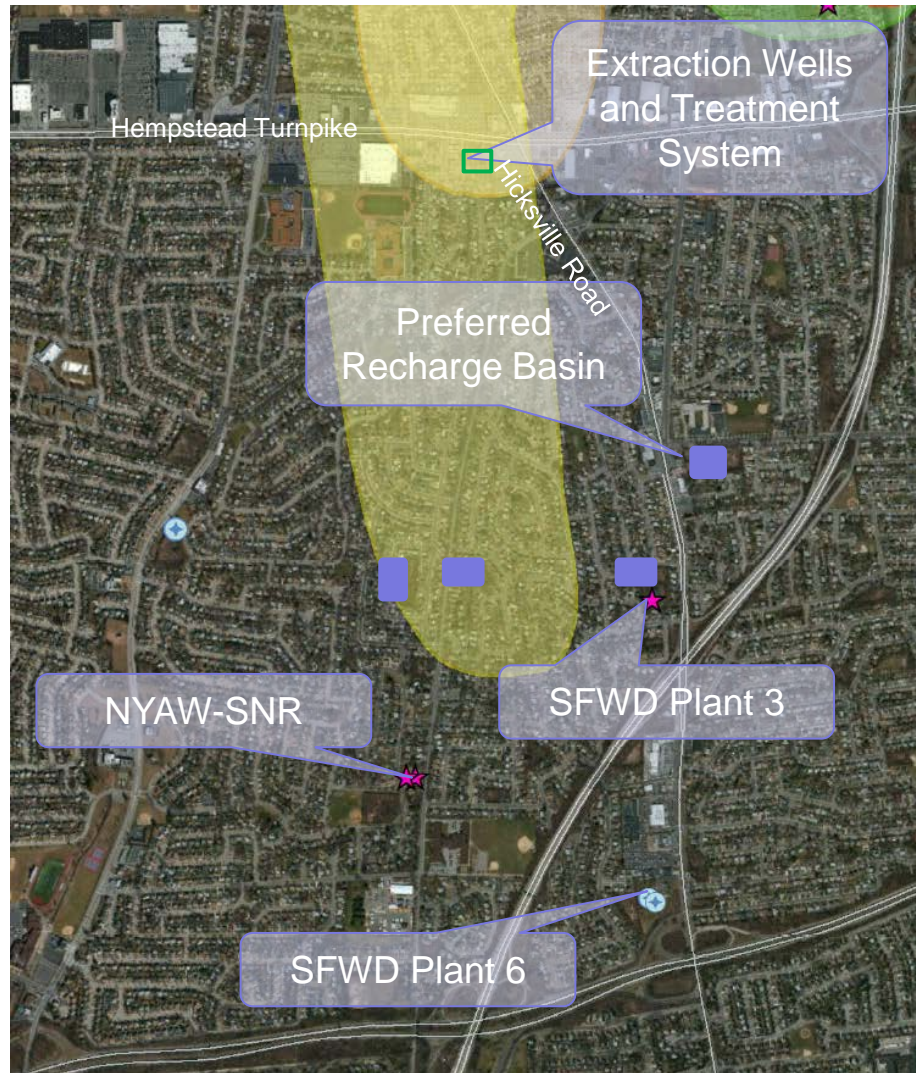 Extraction Wells
and Treatment
System
Hempstead Turnpike
Hicksville Road
Preferred
Recharge Basin
NYAW-SNR
SFWD Plant 3
SFWD Plant 6